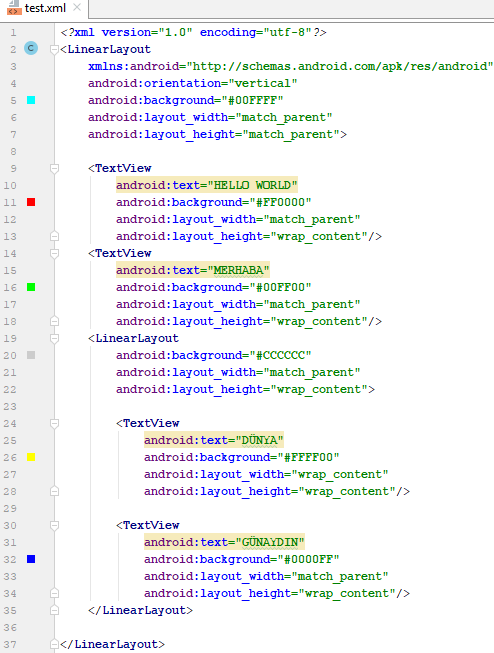 test.xml
1 <?xml version="1.0" encoding="utf-8"?>
2 C <LinearLayout
3 xmlns:android="http://schemas.android.com/apk/res/android"
4 android:orientation="vertical"
5 android:background="#00FFFF"
6 android:layout_width="match_parent"
7 android:layout_height="match_parent">
8
9 <TextView
10 android:text="HELLO WORLD"
11 android:background="#FF0000"
12 android:layout_width="match_parent"
13 android:layout_height="wrap_content"/>
14 <TextView
15 android:text="MERHABA"
16 android:background="#00FF00"
17 android:layout_width="match_parent"
18 android:layout_height="wrap_content"/>
19 <LinearLayout
20 android:background="#CCCCCC"
21 android:layout_width="match_parent"
22 android:layout_height="wrap_content">
23
24 <TextView
25 android:text="DÜNYA"
26 android:background="#FFFF00"
27 android:layout_width="wrap_content"
28 android:layout_height="wrap_content"/>
29
30 <TextView
31 android:text="GÜNAYDIN"
32 android:background="#0000FF"
33 android:layout_width="match_parent"
34 android:layout_height="wrap_content"/>
35 </LinearLayout>
36
37 </LinearLayout>